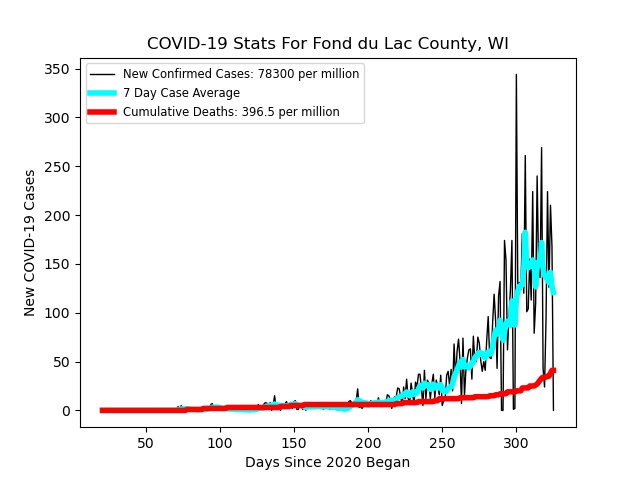 COVID-19 Stats For Fond du Lac County, WI
New Confirmed Cases: 78300 per million
7 Day Case Average
Cumulative Deaths: 396.5 per million
New COVID-19 Cases
350
300
250
200
150
100
50
0
50 100 150 200 250 300
Days Since 2020 Began